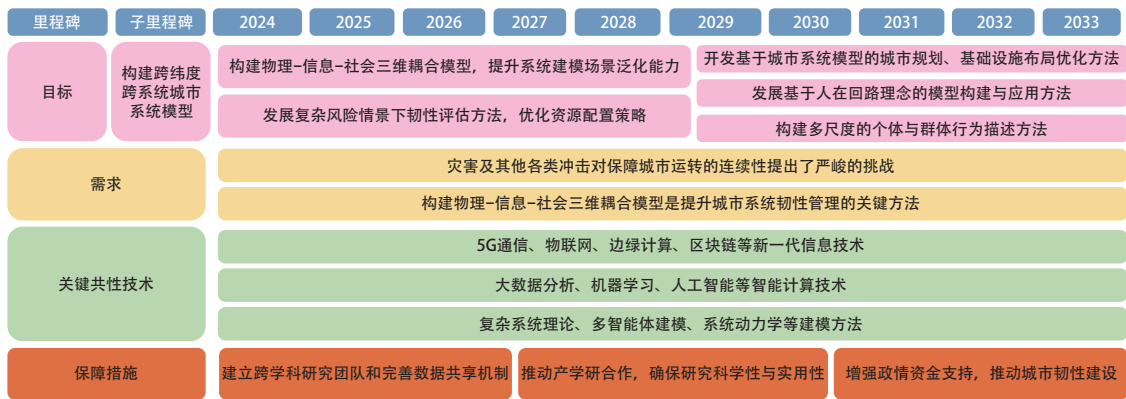 里程碑 子里程碑 2024 2025 2026 2027 2028 2029 2030 2031 2032 2033
目标
构建跨纬度
跨系统城市
系统模型
构建物理-信息-社会三维耦合模型，提升系统建模场景泛化能力
发展复杂风险情景下韧性评估方法，优化资源配置策略
开发基于城市系统模型的城市规划、基础设施布局优化方法
发展基于人在回路理念的模型构建与应用方法
构建多尺度的个体与群体行为描述方法
需求
灾害及其他各类冲击对保障城市运转的连续性提出了严峻的挑战
构建物理-信息-社会三维耦合模型是提升城市系统韧性管理的关键方法
关键共性技术
5G通信、物联网、边绿计算、区块链等新一代信息技术
大数据分析、机器学习、人工智能等智能计算技术
复杂系统理论、多智能体建模、系统动力学等建模方法
保障措施
建立跨学科研究团队和完善数据共享机制
推动产学研合作，确保研究科学性与实用性
增强政情资金支持，推动城市韧性建设